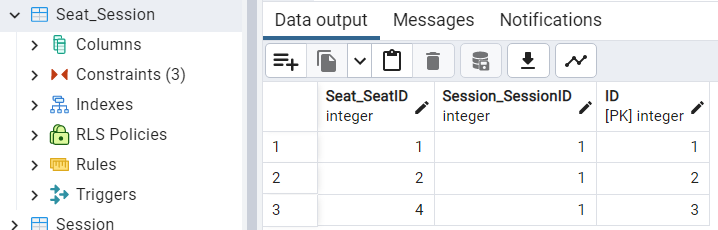 Seat_Session
Columns
Constraints (3)
Indexes
RLS Policies
Rules
Triggers
Session
Data output Messages Notifications
Seat_SeatID integer Session_SessionID integer ID [PK] integer
1 1 1 1
2 2 1 2
3 4 1 3